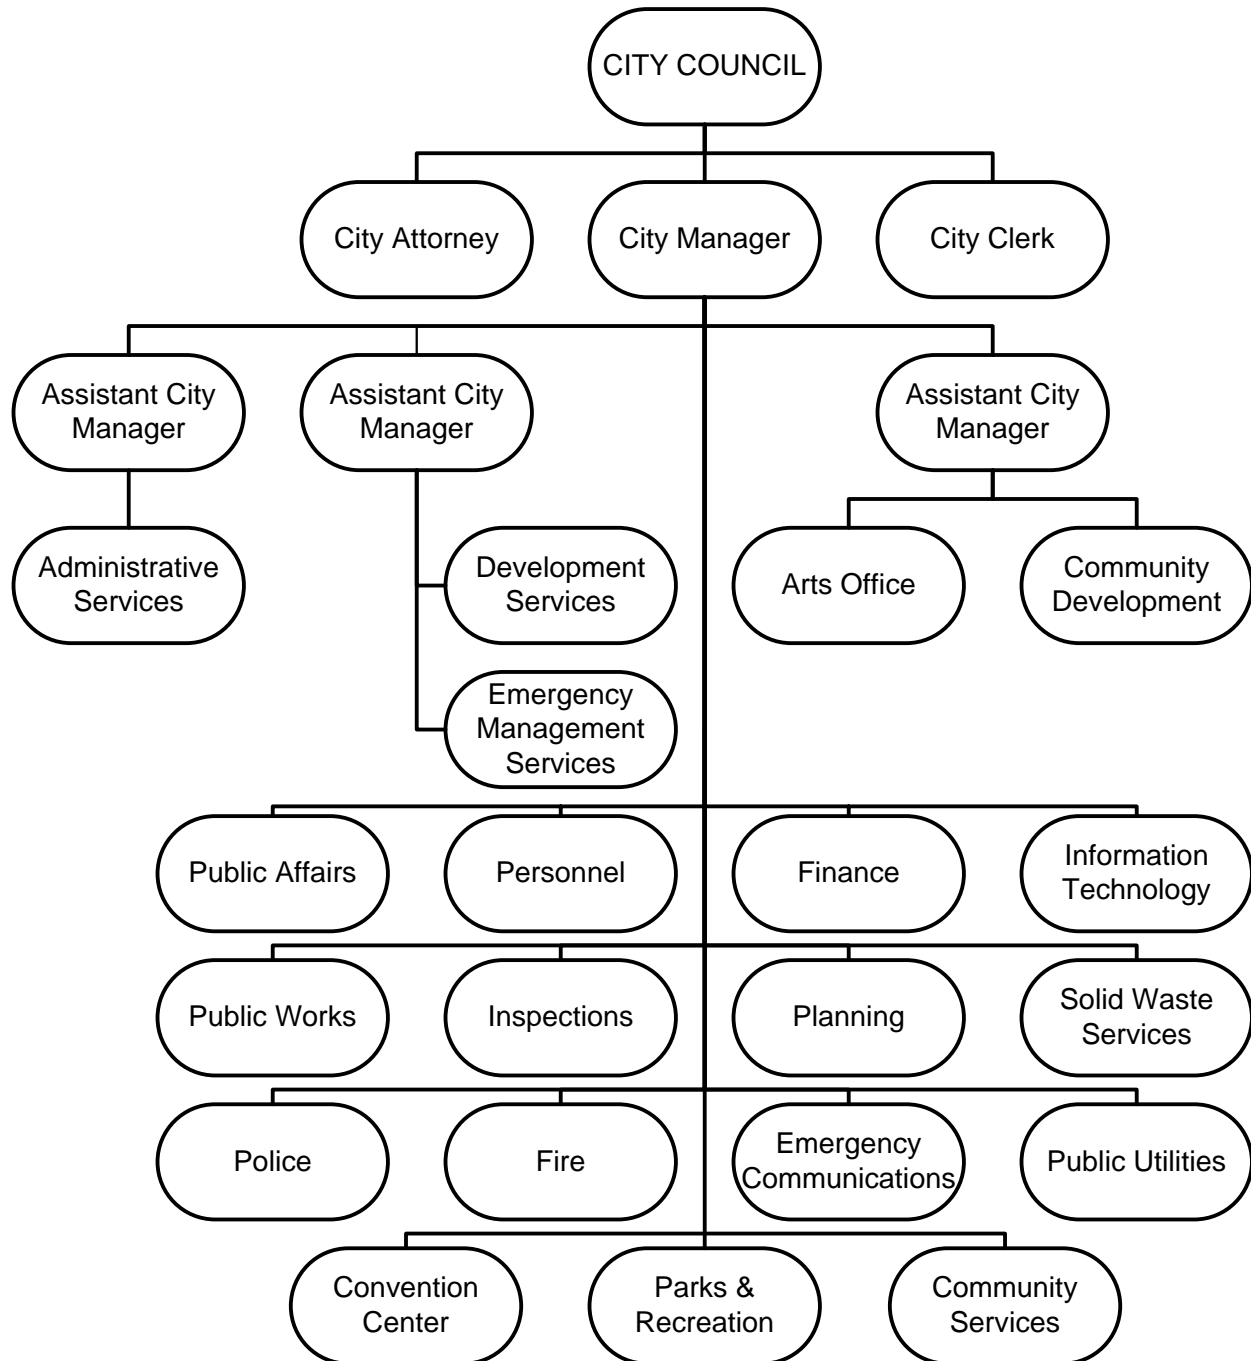 CITY COUNCIL
City Attorney
City Manager
City Clerk
Assistant City
Manager
Assistant City
Manager
Assistant City
Manager
Administrative
Services
Development
Services
Arts Office
Community
Development
Emergency
Management
Services
Public Affairs
Personnel
Finance
Information
Technology
Public Works
Inspections
Planning
Solid Waste
Services
Police
Fire
Emergency
Communications
Public Utilities
Convention
Center
Parks &
Recreation
Community
Services